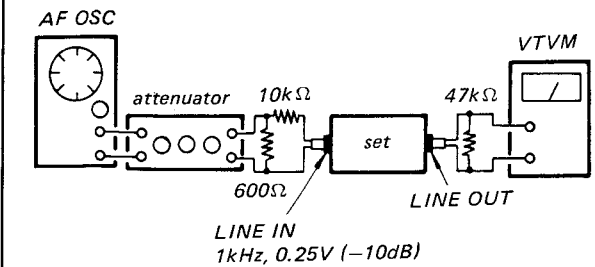 AF OSC
VTVM
attenuator
10kΩ
47kΩ
set
600Ω
LINE OUT
LINE IN
1kHz, 0.25V (−10dB)